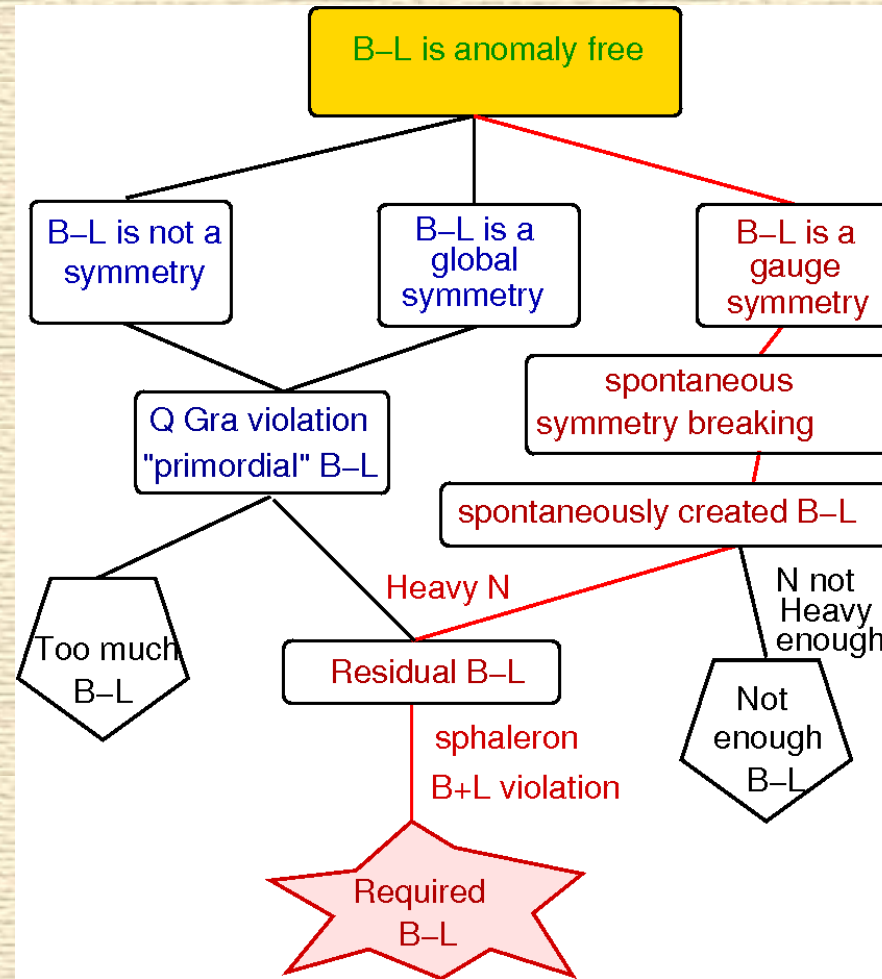 B–L is anomaly free
B–L is not a
symmetry
B–L is a
global
symmetry
B–L is a
gauge
symmetry
spontaneous
symmetry breaking
Q Gra violation
"primordial" B–L
spontaneously created B–L
Heavy N
N not
Heavy
enough
Too much
B–L
Residual B–L
Not
enough
B–L
sphaleron
B+L violation
Required
B–L